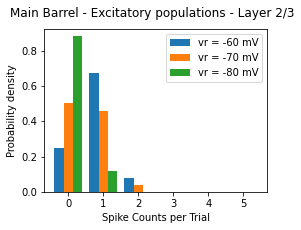 Main Barrel - Excitatory populations - Layer 2/3
vr = -60 mV
vr = -70 mV
vr = -80 mV
Probability density
0.8
0.6
0.4
0.2
0.0
0 1 2 3 4 5
Spike Counts per Trial